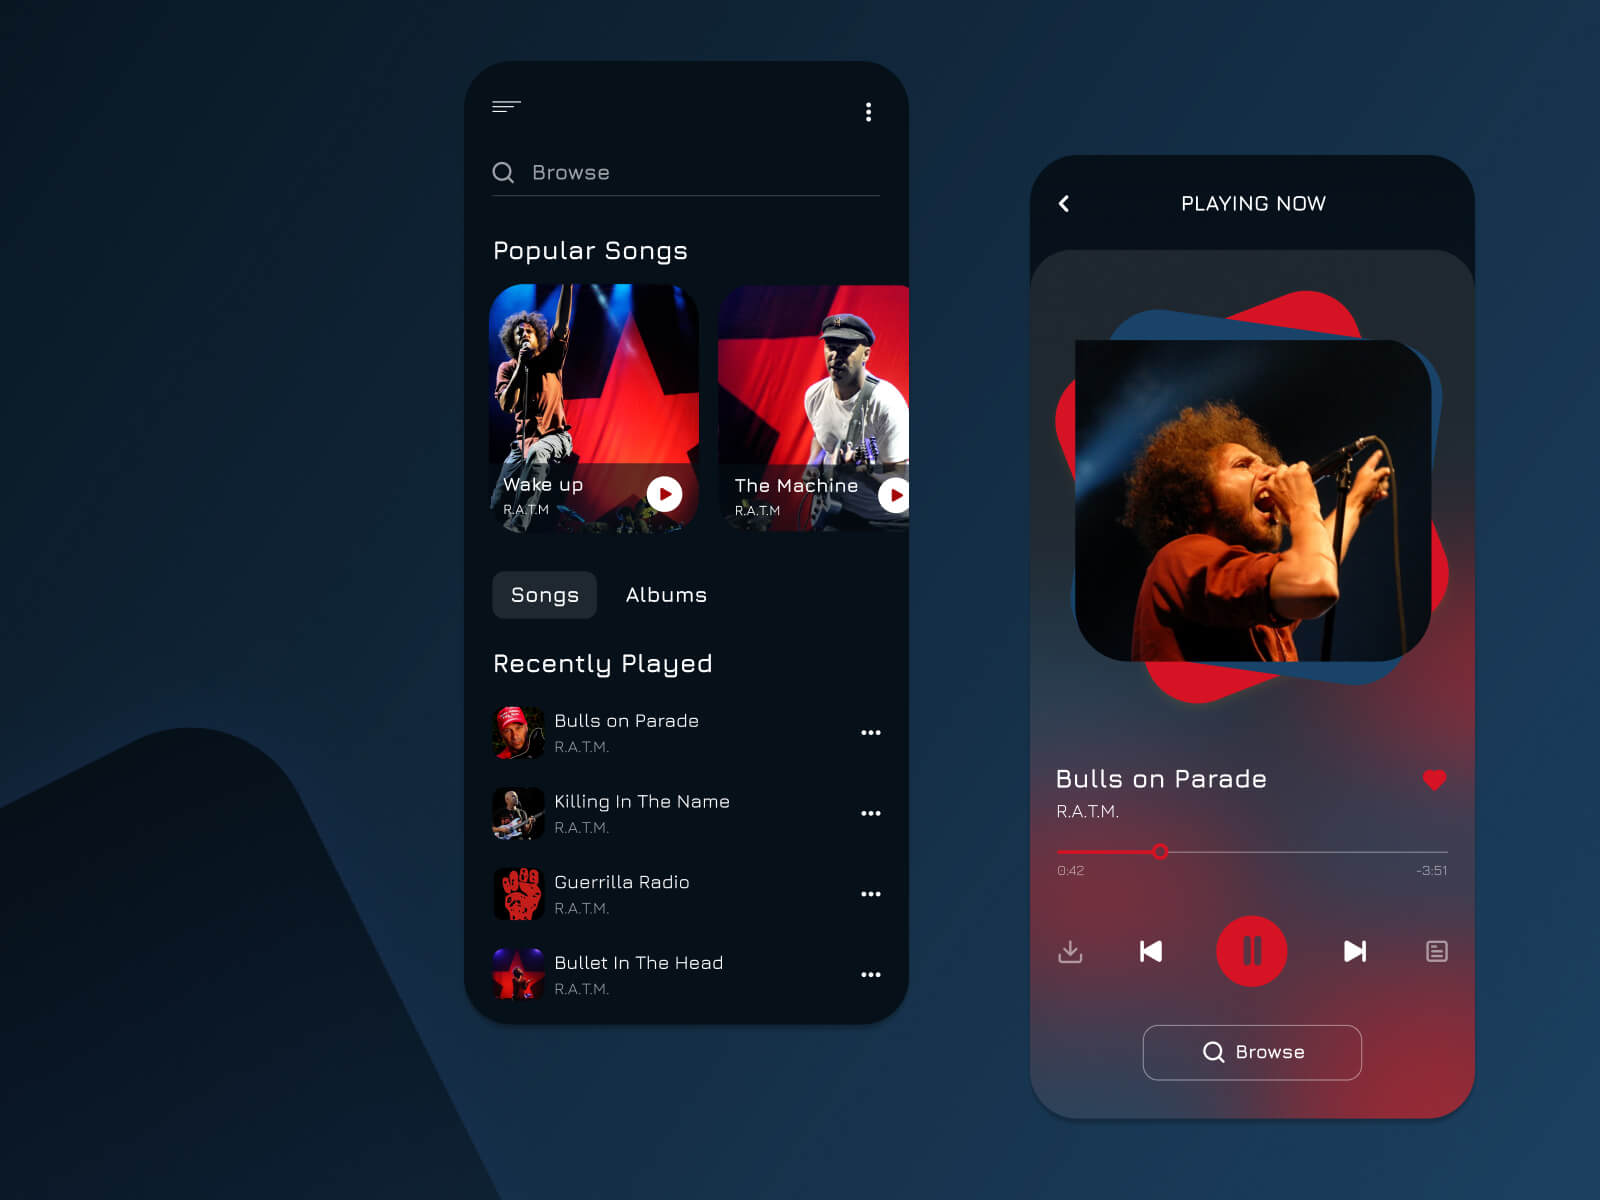 Browse
Popular Songs
Wake up
R.A.T.M
The Machine
R.A.T.M
Songs
Albums
Recently Played
Bulls on Parade
R.A.T.M.
Killing In The Name
R.A.T.M.
Guerrilla Radio
R.A.T.M.
Bullet In The Head
R.A.T.M.
PLAYING NOW
Bulls on Parade
R.A.T.M.
0:42
-3:51
Browse